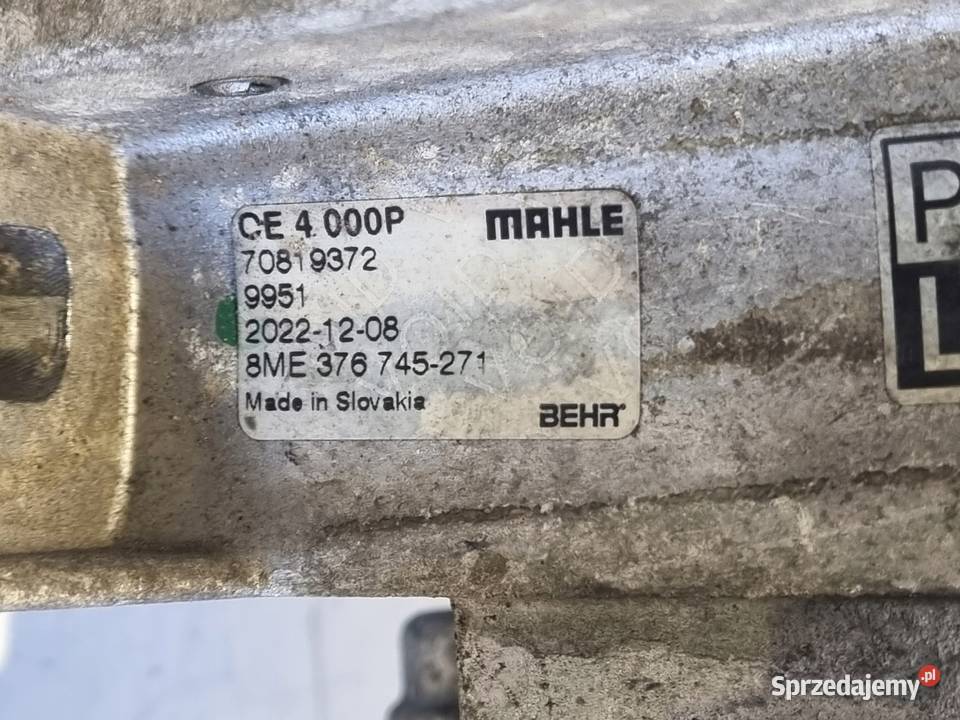 CE 4 000P MAHLE
70819372
9951
2022-12-08
8ME 376 745-271
Made in Slovakia BEHR
P
L
Sprzedajemy.pl